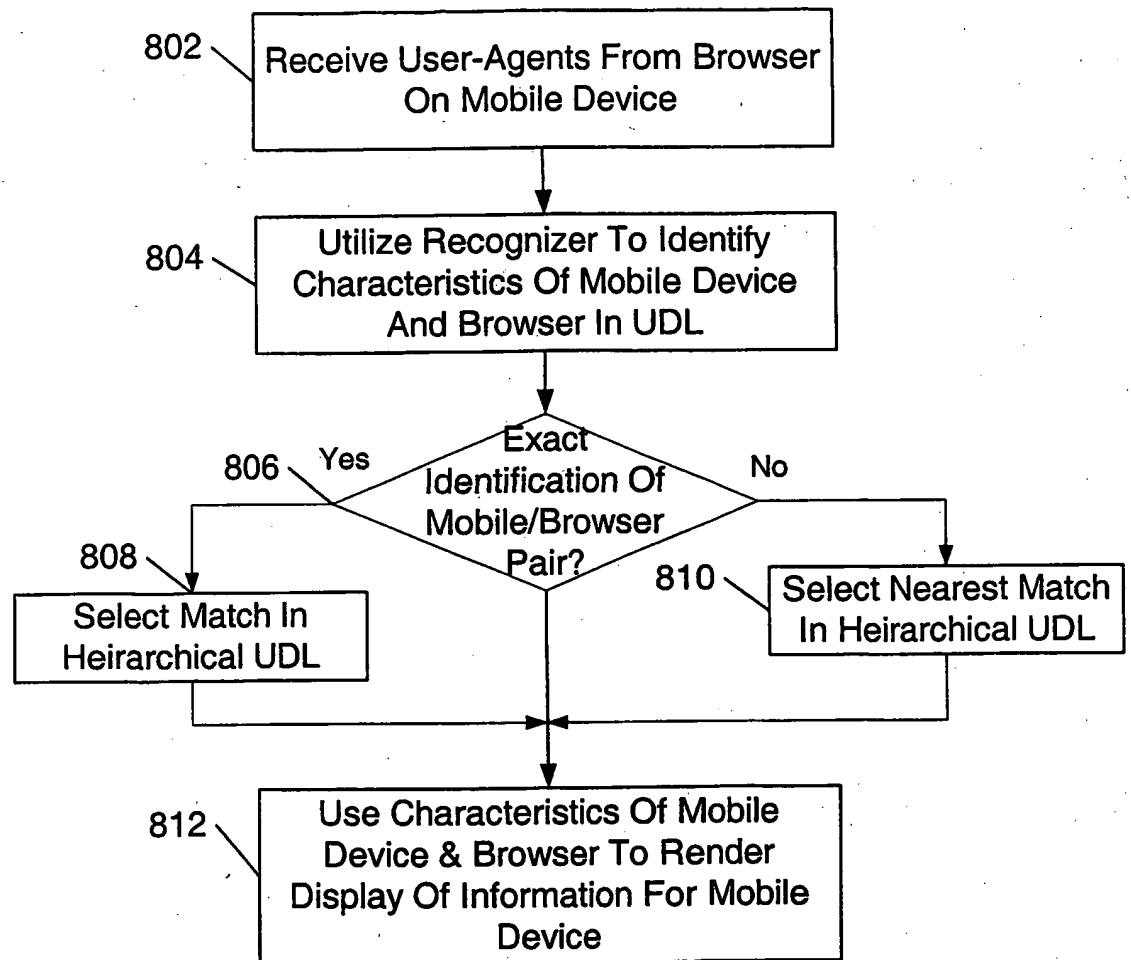 802
Receive User-Agents From Browser
On Mobile Device
804
Utilize Recognizer To Identify
Characteristics Of Mobile Device
And Browser In UDL
806
Yes
Exact
Identification Of
Mobile/Browser
Pair?
No
808
Select Match In
Heirarchical UDL
810
Select Nearest Match
In Heirarchical UDL
812
Use Characteristics Of Mobile
Device & Browser To Render
Display Of Information For Mobile
Device